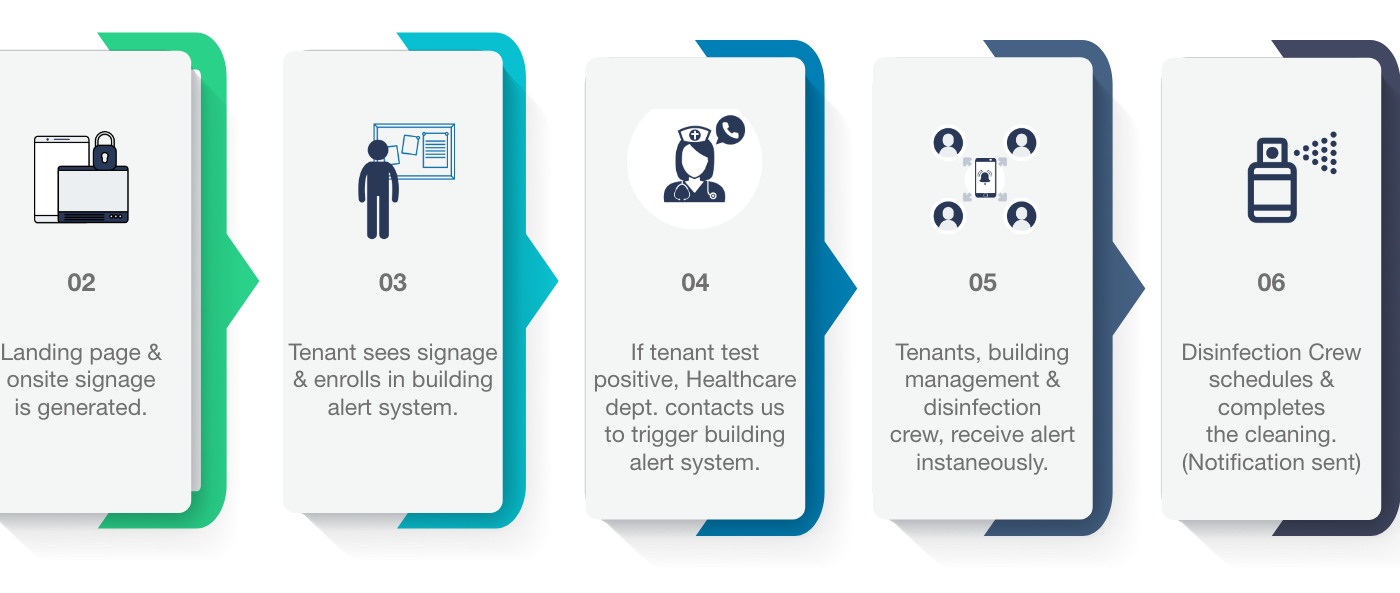 02
Landing page &
onsite signage
is generated.
03
Tenant sees signage
& enrolls in building
alert system.
04
If tenant test
positive, Healthcare
dept. contacts us
to trigger building
alert system.
05
Tenants, building
management &
disinfection
crew, receive alert
instaneously.
06
Disinfection Crew
schedules &
completes
the cleaning.
(Notification sent)